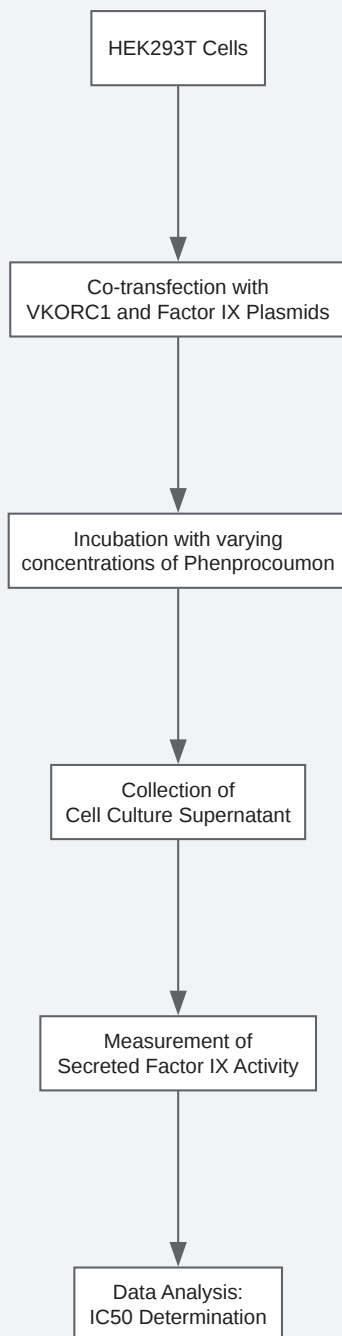 HEK293T Cells
Co-transfection with
VKORC1 and Factor IX Plasmids
Incubation with varying
concentrations of Phenprocoumon
Collection of
Cell Culture Supernatant
Measurement of
Secreted Factor IX Activity
Data Analysis:
IC50 Determination